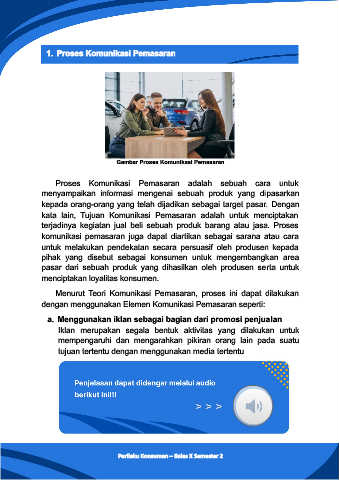 1. Proses Komunikasi Pemasaran
Gambar Proses Komunikasi Pemasaran
Proses Komunikasi Pemasaran adalah sebuah cara untuk
menyampaikan informasi mengenai sebuah produk yang dipasarkan
kepada orang-orang yang telah dijadikan sebagai target pasar. Dengan
kata lain, Tujuan Komunikasi Pemasaran adalah untuk menciptakan
terjadinya kegiatan jual beli sebuah produk barang atau jasa. Proses
komunikasi pemasaran juga dapat diartikan sebagai sarana atau cara
untuk melakukan pendekatan secara persuasif oleh produsen kepada
pihak yang disebut sebagai konsumen untuk mengembangkan area
pasar dari sebuah produk yang dihasilkan oleh produsen serta untuk
menciptakan loyalitas konsumen.
Menurut Teori Komunikasi Pemasaran, proses ini dapat dilakukan
dengan menggunakan Elemen Komunikasi Pemasaran seperti:
a. Menggunakan iklan sebagai bagian dari promosi penjualan
Iklan merupakan segala bentuk aktivitas yang dilakukan untuk
mempengaruhi dan mengarahkan pikiran orang lain pada suatu
tujuan tertentu dengan menggunakan media tertentu
Penjelasan dapat didengar melalui audio
berikut ini!!!
> > >
Perilaku Konsumen – Kelas X Semester 2